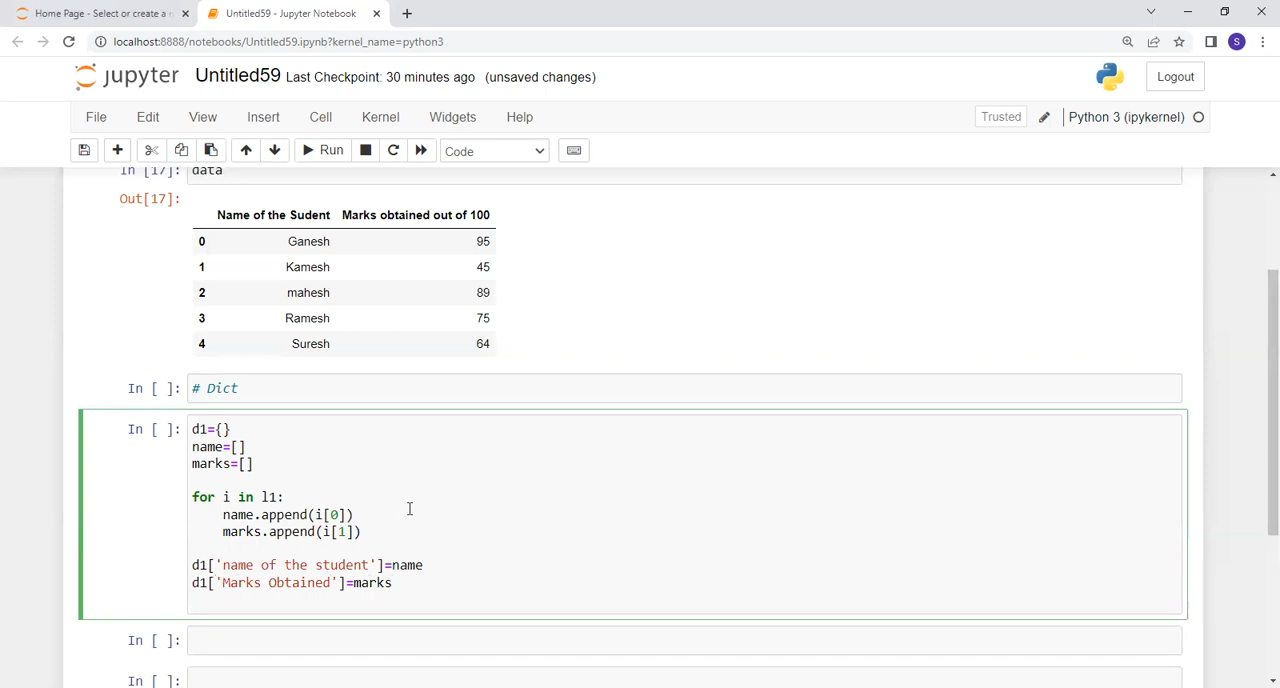 Home Page - Select or create a n
Untitled59 - Jupyter Notebook
localhost:8888/notebooks/Untitled59.ipynb?kernel_name=python3
S
jupyter Untitled59 Last Checkpoint: 30 minutes ago (unsaved changes)
Logout
File Edit View Insert Cell Kernel Widgets Help
Trusted Python 3 (ipykernel)
Run Code
In [17]: data
Out[17]:
Name of the Sudent Marks obtained out of 100
0 Ganesh 95
1 Kamesh 45
2 mahesh 89
3 Ramesh 75
4 Suresh 64
In [ ]: # Dict
In [ ]: d1={}
name=[]
marks=[]
for i in l1:
name.append(i[0])
marks.append(i[1])
d1['name of the student']=name
d1['Marks Obtained']=marks
In [ ]:
In [ ]: